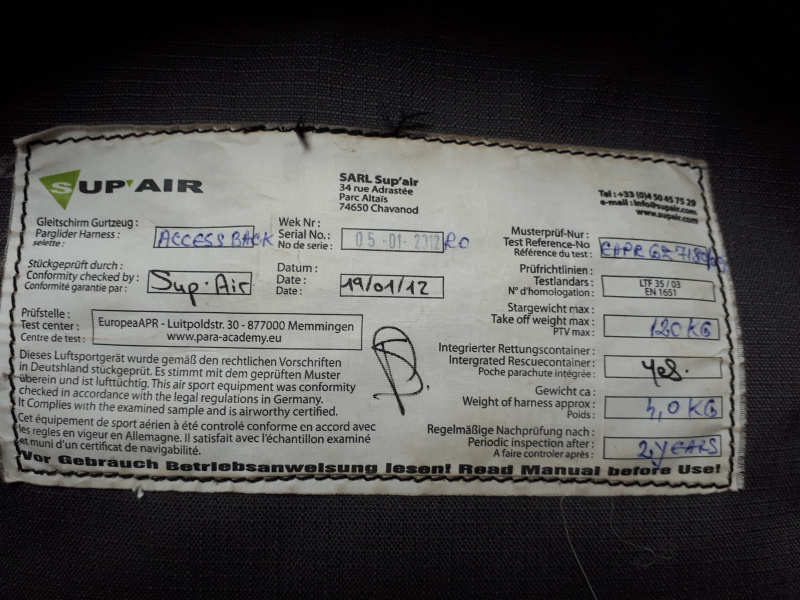 SUP'AIR
SARL Sup'air
34 rue Adrastée
Parc Altaïs
74650 Chavanod
Tel : +33 (0)4 50 45 75 29
e-mail : info@supair.com
www.supair.com
Gleitschirm Gurtzeug :
Parglider Harness :
selette :
ACCESS BACK
Wek Nr :
Serial No. :
No de serie :
05-01-2012 RO
Musterprüf-Nur :
Test Reference-No
Référence du test :
EAPR GZ 7180
Stückgeprüft durch :
Conformity checked by :
Conformité garantie par :
Sup.Air
Datum :
Date :
Date :
19/01/12
Prüfrichtlinien :
Testlandars :
N° d'homologation :
LTF 35 / 03
EN 1651
Prüfstelle :
Test center :
Centre de test :
EuropeaAPR - Luitpoldstr. 30 - 877000 Memmingen
www.para-academy.eu
Stargewicht max :
Take off weight max :
PTV max :
120 KG
Integrierter Rettungscontainer :
Intergrated Rescuecontainer :
Poche parachute intégrée :
yes.
Gewicht ca :
Weight of harness approx :
Poids :
4,0 KG
Regelmäßige Nachprüfung nach :
Periodic inspection after :
A faire controler après :
2 YEARS
Dieses Luftsportgerät wurde gemäß den rechtlichen Vorschriften
in Deutshland stückgeprüft. Es stimmt mit dem geprüften Muster
überein und ist lufttüchtig. This air sport equipment was conformity
checked in accordance with the legal regulations in Germany.
It Complies with the examined sample and is airworthy certified.
Cet équipement de sport aérien à été controlé conforme en accord avec
les regles en vigeur en Allemagne. Il satisfait avec l'échantillon examiné
et muni d'un certificat de navigabilité.
Vor Gebrauch Betriebsanweisung lesen! Read Manual before Use!